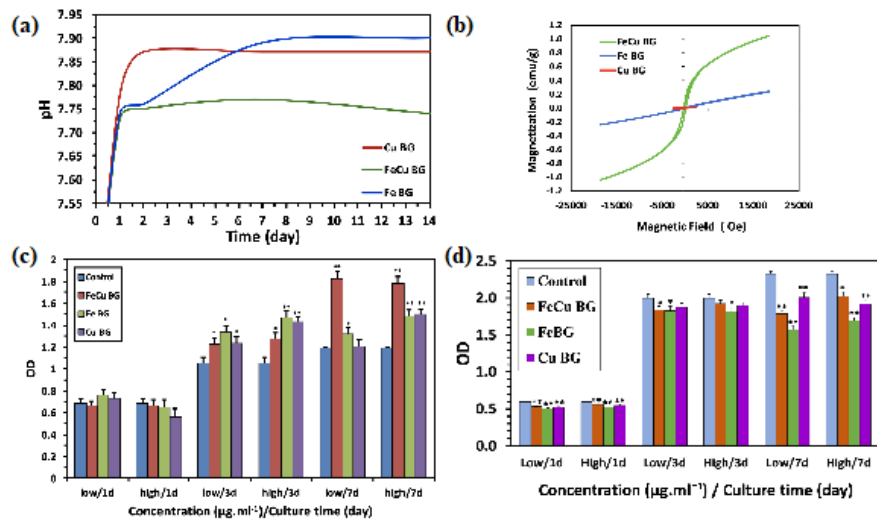 (a)
7.90
7.85
7.80
7.75
7.70
7.65
7.60
7.55
pH
0 1 2 3 4 5 6 7 8 9 10 11 12 13 14
Time (day)
Cu BG
FeCu BG
Fe BG
(b)
FeCu BG
Fe BG
Cu BG
1.2
1.0
0.8
0.6
0.4
0.2
0.0
-0.2
-0.4
-0.6
-0.8
-1.0
-1.2
Magnetization (emu/g)
-25000 -15000 -5000 5000 15000 25000
Magnetic Field ( Oe)
(c)
Control
FeCu BG
Fe BG
Cu BG
2
1.8
1.6
1.4
1.2
1
0.8
0.6
0.4
0.2
0
OD
low/1d high/1d low/3d high/3d low/7d high/7d
Concentration (µg.ml⁻¹)/Culture time (day)
(d)
Control
FeCu BG
FeBG
Cu BG
2.5
2.0
1.5
1.0
0.5
0.0
OD
Low/1d High/1d Low/3d High/3d Low/7d High/7d
Concentration (µg.ml⁻¹) / Culture time (day)